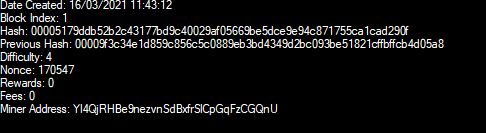 Date Created: 16/03/2021 11:43:12
Block Index: 1
Hash: 00005179ddb52b2c43177bd9c40029af05669be5dce9e94c871755ca1cad290f
Previous Hash: 00009f3c34e1d859c856c5c0889eb3bd4349d2bc093be51821cffbffcb4d05a8
Difficulty: 4
Nonce: 170547
Rewards: 0
Fees: 0
Miner Address: Yl4QjRHBe9nezvnSdBxfrSlCpGqFzCGQnU